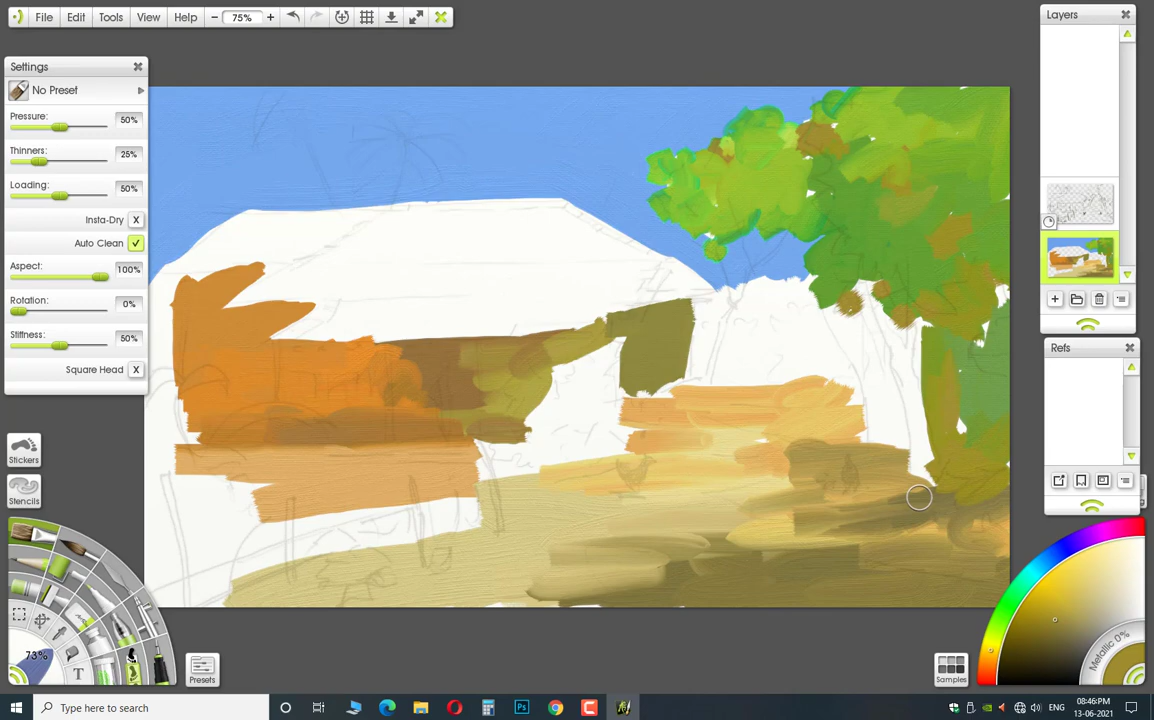 File Edit Tools View Help − 75% +
Layers
Settings
No Preset
Pressure: 50%
Thinners: 25%
Loading: 50%
Insta-Dry X
Auto Clean
Aspect: 100%
Rotation: 0%
Stiffness: 50%
Square Head X
Refs
Stickers
Stencils
73%
T
Presets
Samples
Metallic 0%
Type here to search
Ps
ENG
08:46PM
13-06-2021